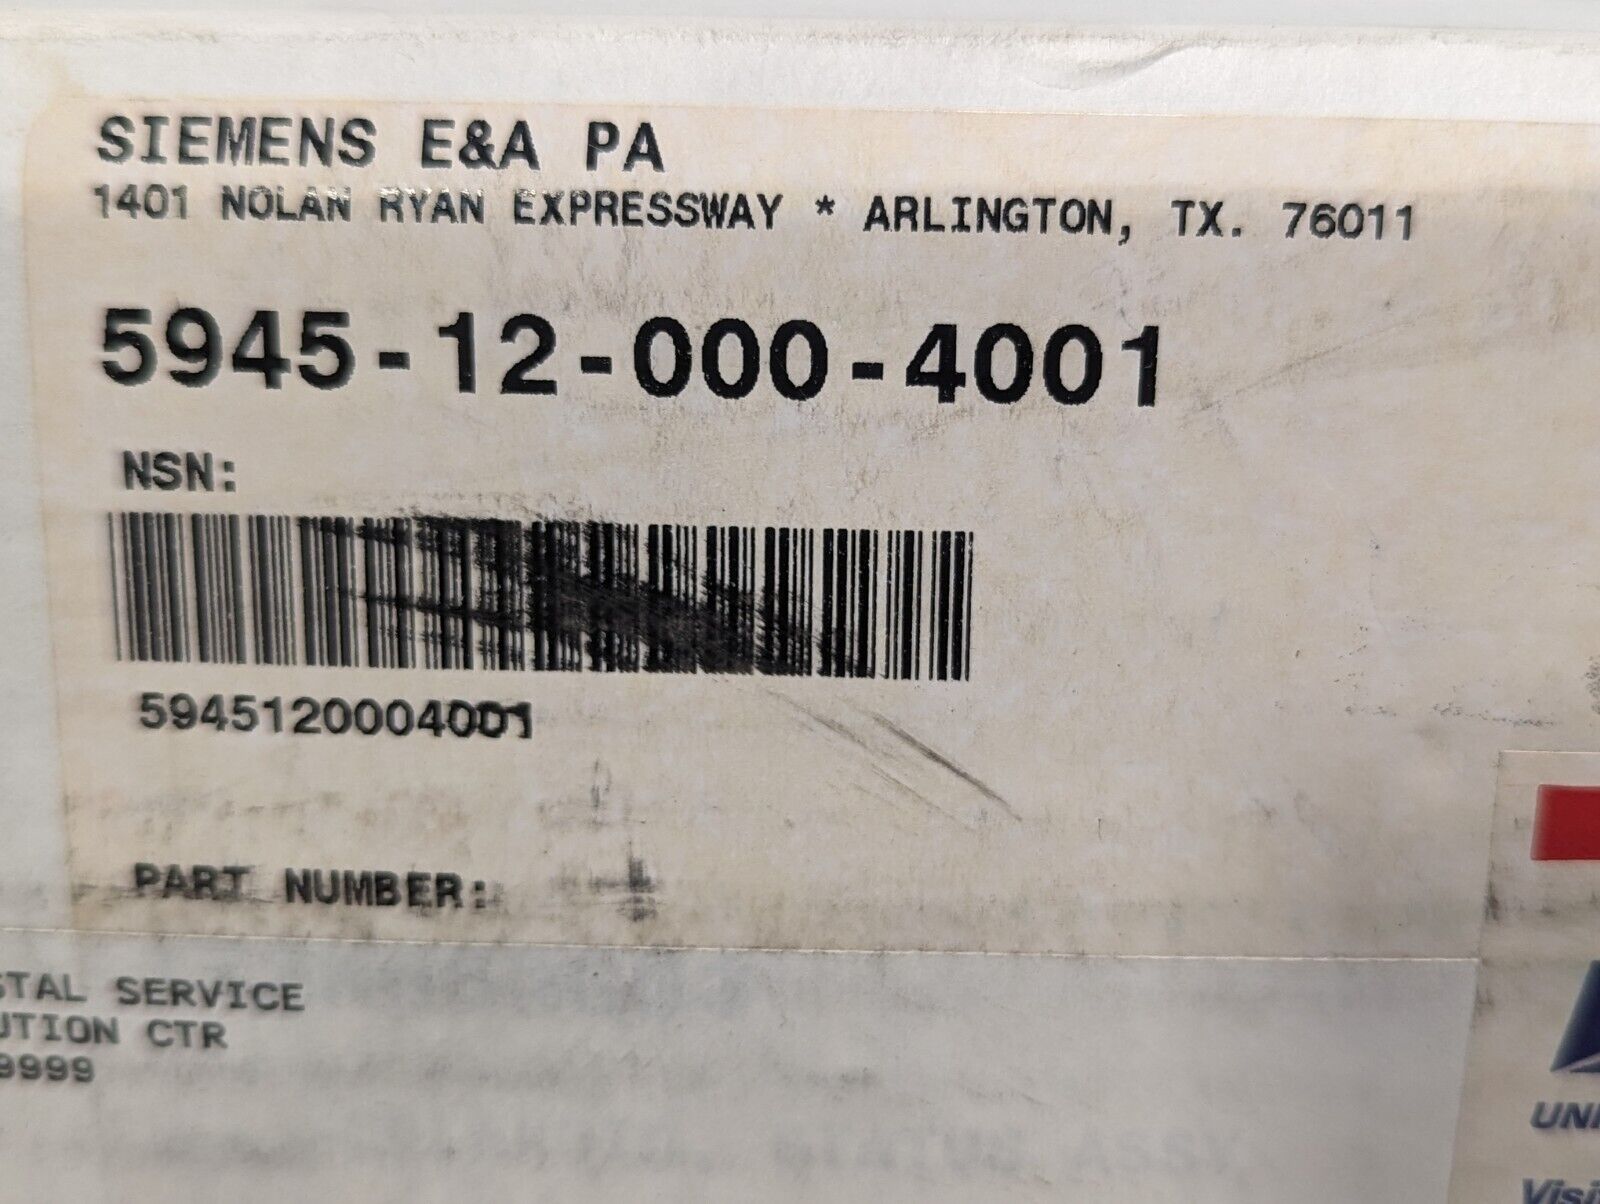 SIEMENS E&A PA
1401 NOLAN RYAN EXPRESSWAY * ARLINGTON, TX. 76011
5945-12-000-4001
NSN:
5945120004001
PART NUMBER:
STAL SERVICE
UTION CTR
9999
UNI
Visi